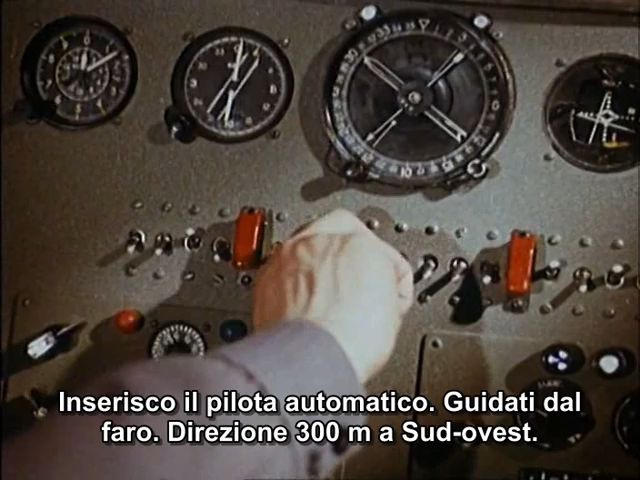 Inserisco il pilota automatico. Guidati dal
faro. Direzione 300 m a Sud-ovest.